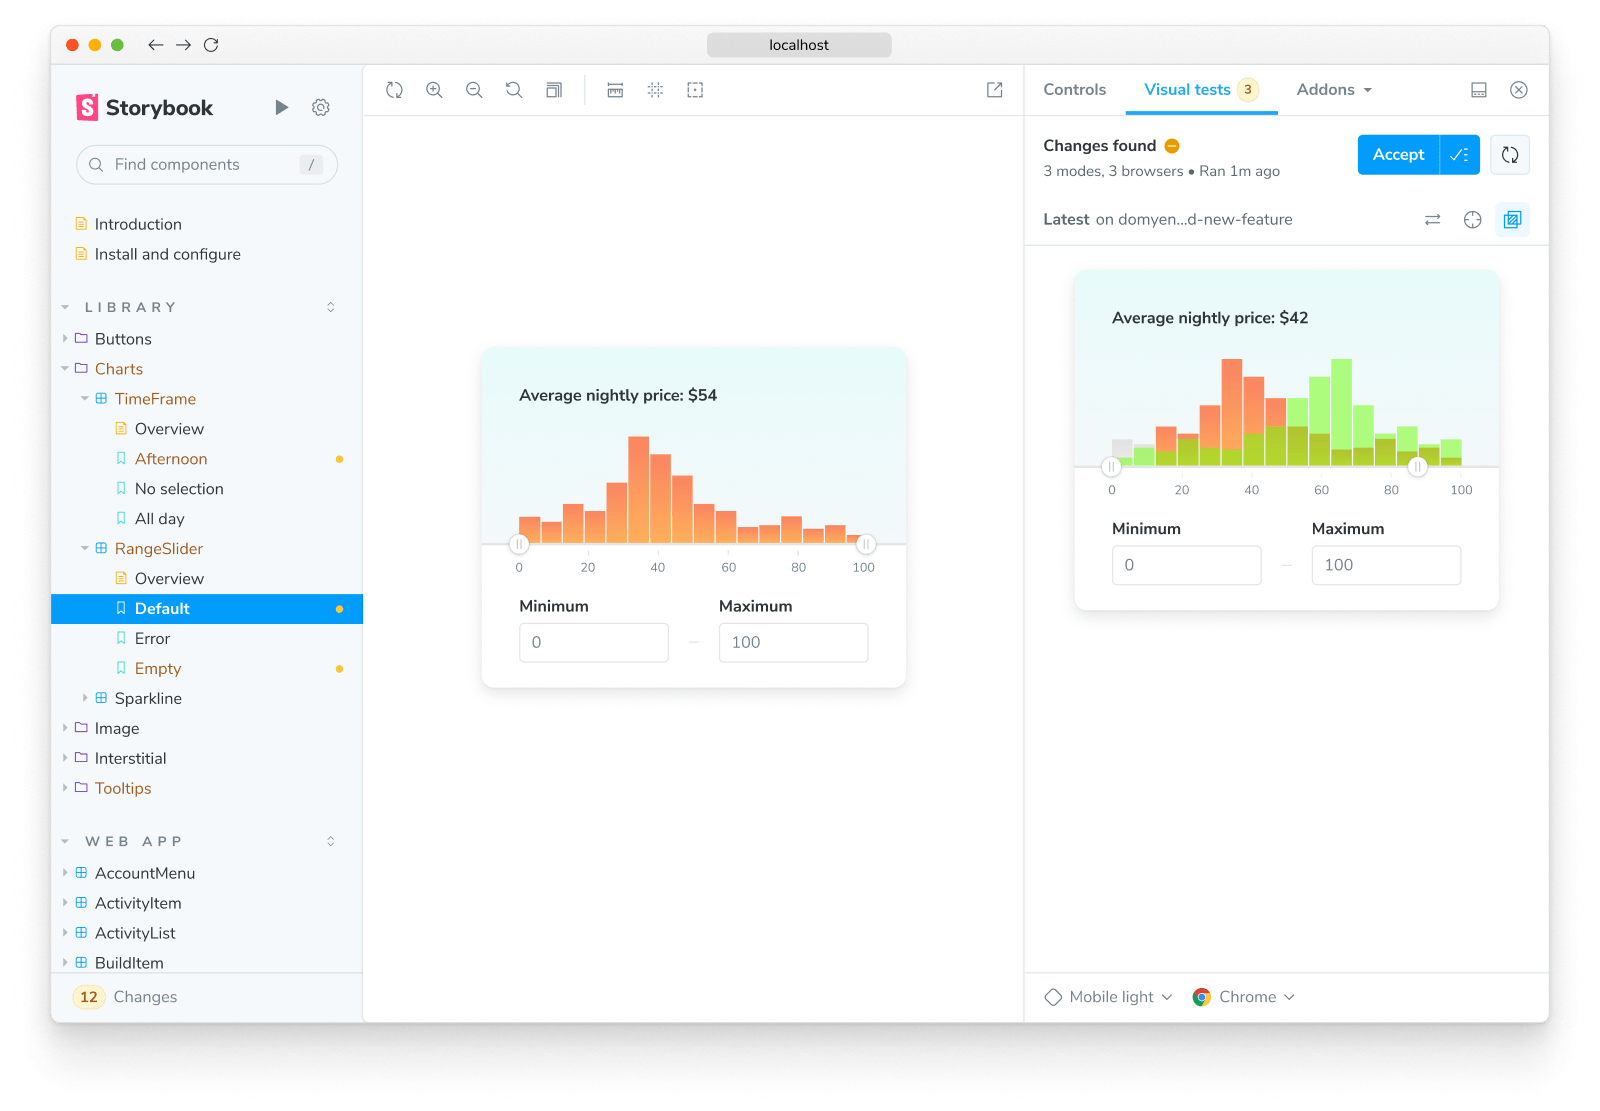 localhost
Storybook
Find components /
Introduction
Install and configure
LIBRARY
Buttons
Charts
TimeFrame
Overview
Afternoon
No selection
All day
RangeSlider
Overview
Default
Error
Empty
Sparkline
Image
Interstitial
Tooltips
WEB APP
AccountMenu
ActivityItem
ActivityList
BuildItem
12 Changes
Average nightly price: $54
0 20 40 60 80 100
Minimum Maximum
0 – 100
Controls Visual tests 3 Addons
Changes found
Accept
3 modes, 3 browsers • Ran 1m ago
Latest on domyen...d-new-feature
Average nightly price: $42
0 20 40 60 80 100
Minimum Maximum
0 – 100
Mobile light Chrome